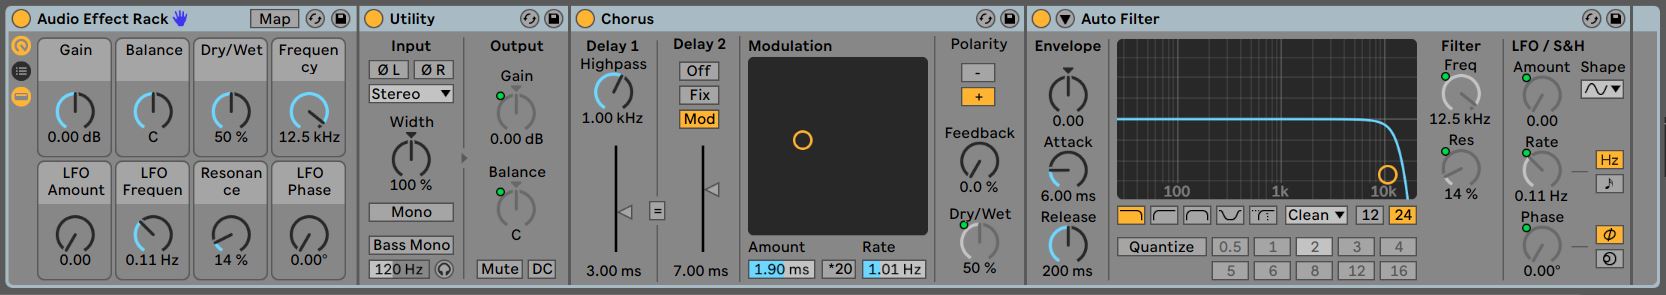 Audio Effect Rack
Map
Gain
0.00 dB
Balance
C
Dry/Wet
50 %
Frequen
cy
12.5 kHz
LFO
Amount
0.00
LFO
Frequen
0.11 Hz
Resonan
ce
14 %
LFO
Phase
0.00°
Utility
Input
Ø L
Ø R
Stereo
Width
100 %
Mono
Bass Mono
120 Hz
Output
Gain
0.00 dB
Balance
C
Mute
DC
Chorus
Delay 1
Highpass
1.00 kHz
3.00 ms
=
Delay 2
Off
Fix
Mod
7.00 ms
Modulation
Amount
1.90 ms
*20
Rate
1.01 Hz
Polarity
-
+
Feedback
0.0 %
Dry/Wet
50 %
Auto Filter
Envelope
0.00
Attack
6.00 ms
Release
200 ms
100
1k
10k
Clean
12
24
Quantize
0.5
1
2
3
4
5
6
8
12
16
Filter
Freq
12.5 kHz
Res
14 %
LFO / S&H
Amount
0.00
Shape
Rate
0.11 Hz
Hz
Phase
0.00°